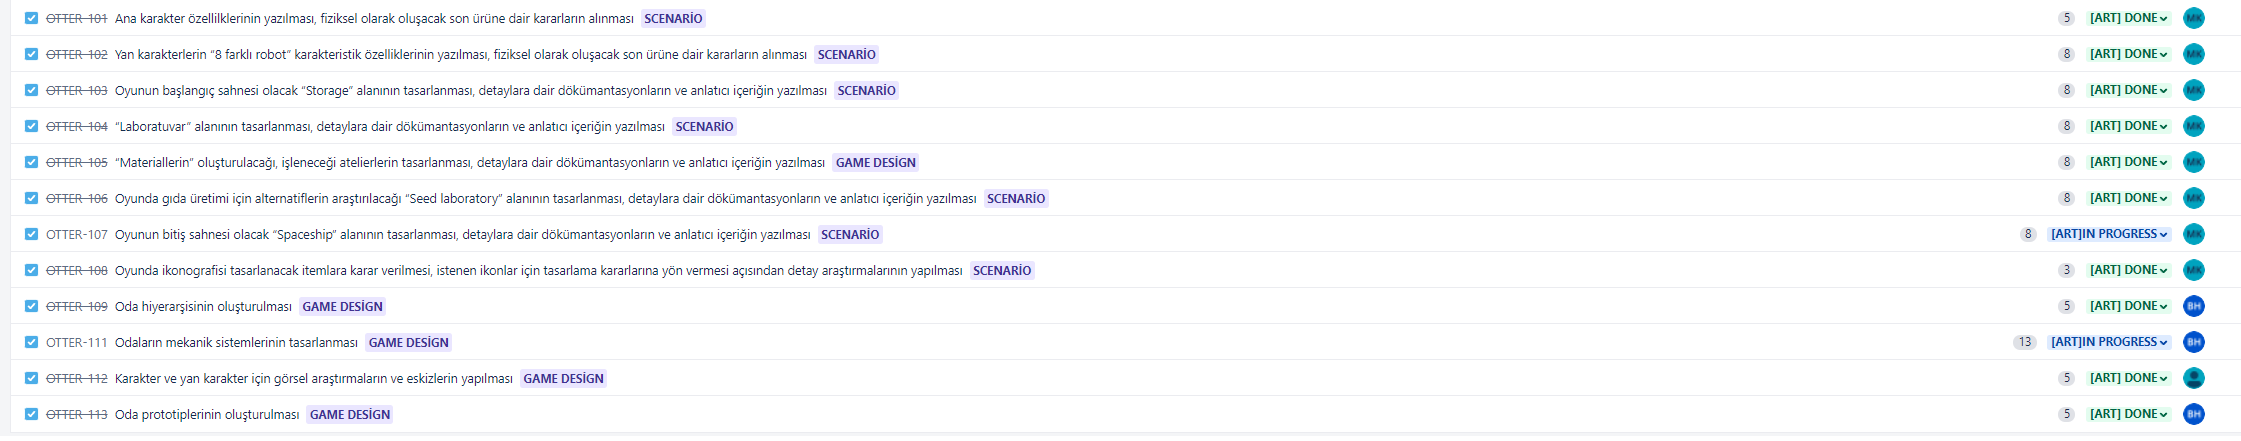 OTTER-101 Ana karakter özellilklerinin yazılması, fiziksel olarak oluşacak son ürüne dair kararların alınması SCENARİO 5 [ART] DONE MK
OTTER-102 Yan karakterlerin “8 farklı robot” karakteristik özelliklerinin yazılması, fiziksel olarak oluşacak son ürüne dair kararların alınması SCENARİO 8 [ART] DONE MK
OTTER-103 Oyunun başlangıç sahnesi olacak “Storage” alanının tasarlanması, detaylara dair dökümantasyonların ve anlatıcı içeriğin yazılması SCENARİO 8 [ART] DONE MK
OTTER-104 “Laboratuvar” alanının tasarlanması, detaylara dair dökümantasyonların ve anlatıcı içeriğin yazılması SCENARİO 8 [ART] DONE MK
OTTER-105 “Materiallerin” oluşturulacağı, işleneceği atelierlerin tasarlanması, detaylara dair dökümantasyonların ve anlatıcı içeriğin yazılması GAME DESİGN 8 [ART] DONE MK
OTTER-106 Oyunda gıda üretimi için alternatiflerin araştırılacağı “Seed laboratory” alanının tasarlanması, detaylara dair dökümantasyonların ve anlatıcı içeriğin yazılması SCENARİO 8 [ART] DONE MK
OTTER-107 Oyunun bitiş sahnesi olacak “Spaceship” alanının tasarlanması, detaylara dair dökümantasyonların ve anlatıcı içeriğin yazılması SCENARİO 8 [ART]IN PROGRESS MK
OTTER-108 Oyunda ikonografisi tasarlanacak itemlara karar verilmesi, istenen ikonlar için tasarlama kararlarına yön vermesi açısından detay araştırmalarının yapılması SCENARİO 3 [ART] DONE MK
OTTER-109 Oda hiyerarşisinin oluşturulması GAME DESİGN 5 [ART] DONE BH
OTTER-111 Odaların mekanik sistemlerinin tasarlanması GAME DESİGN 13 [ART]IN PROGRESS BH
OTTER-112 Karakter ve yan karakter için görsel araştırmaların ve eskizlerin yapılması GAME DESİGN 5 [ART] DONE
OTTER-113 Oda prototiplerinin oluşturulması GAME DESİGN 5 [ART] DONE BH